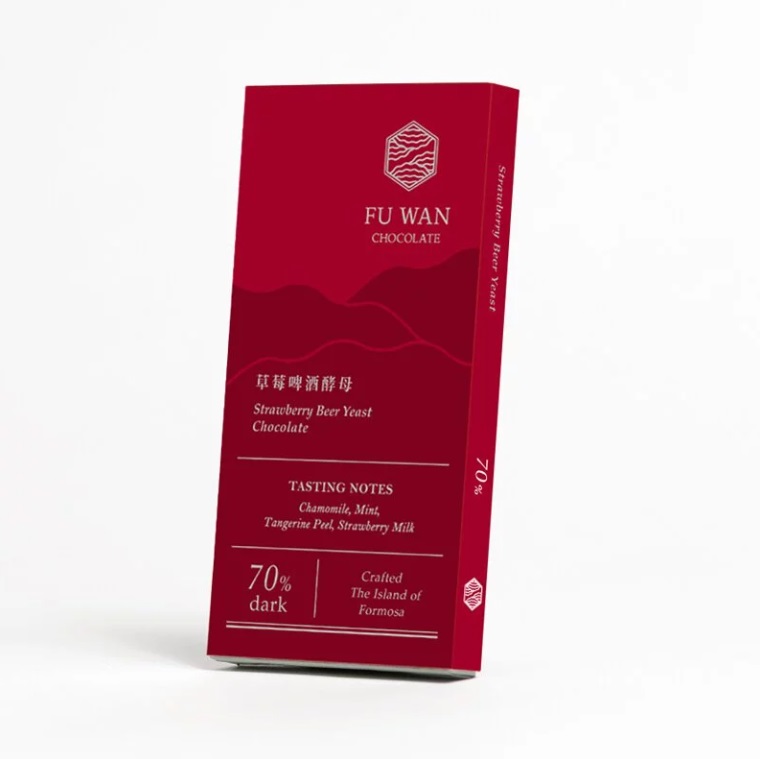 FU WAN
CHOCOLATE
草莓啤酒酵母
Strawberry Beer Yeast
Chocolate
TASTING NOTES
Chamomile, Mint,
Tangerine Peel, Strawberry Milk
70%
dark
Crafted
The Island of
Formosa
Strawberry Beer Yeast
70%